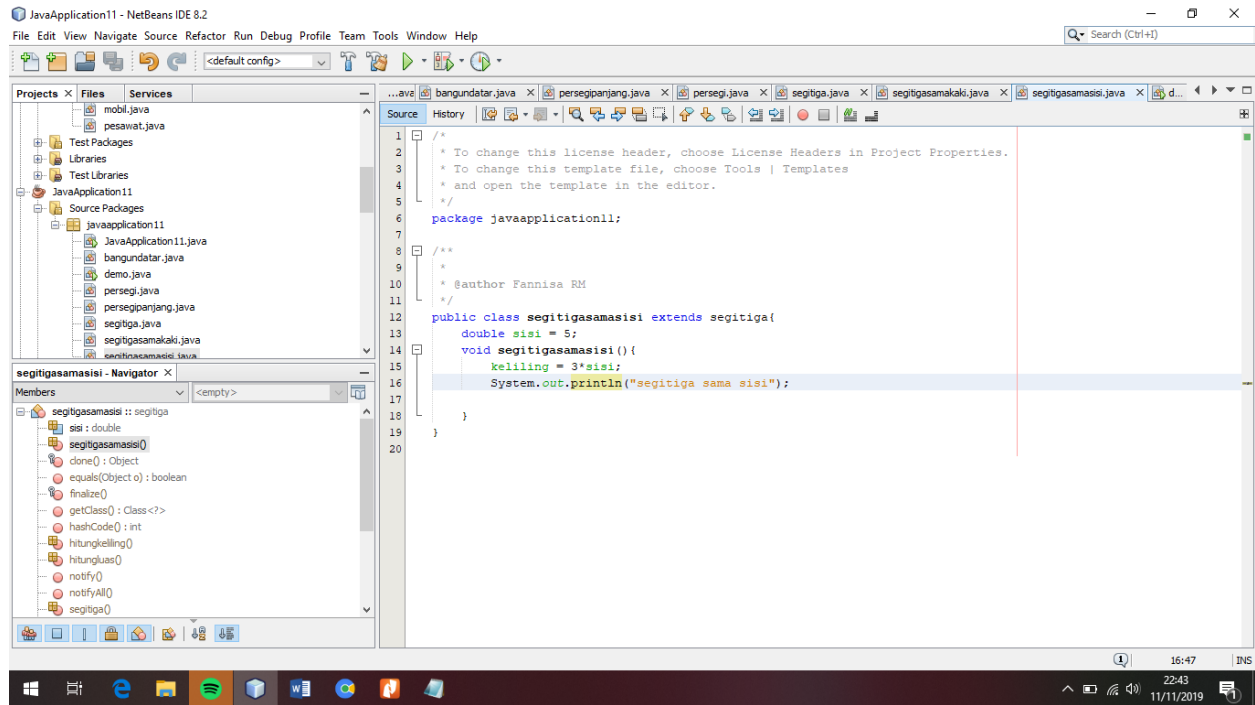 JavaApplication11 - NetBeans IDE 8.2
File Edit View Navigate Source Refactor Run Debug Profile Team Tools Window Help
Search (Ctrl+I)
<default config>
Projects Files Services
mobil.java
pesawat.java
Test Packages
Libraries
Test Libraries
JavaApplication11
Source Packages
javaapplication11
JavaApplication11.java
bangundatar.java
demo.java
persegi.java
persegipanjang.java
segitiga.java
segitigasamakaki.java
segitigasamasisi.java
segitigasamasisi - Navigator
Members <empty>
segitigasamasisi :: segitiga
sisi : double
segitigasamasisi()
clone() : Object
equals(Object o) : boolean
finalize()
getClass() : Class<?>
hashCode() : int
hitungkeliling()
hitungluas()
notify()
notifyAll()
segitiga()
...ava bangundatar.java persegipanjang.java persegi.java segitiga.java segitigasamakaki.java segitigasamasisi.java d...
Source History
1 /*
2 * To change this license header, choose License Headers in Project Properties.
3 * To change this template file, choose Tools | Templates
4 * and open the template in the editor.
5 */
6 package javaapplication11;
7
8 /**
9 *
10 * @author Fannisa RM
11 */
12 public class segitigasamasisi extends segitiga{
13 double sisi = 5;
14 void segitigasamasisi(){
15 keliling = 3*sisi;
16 System.out.println("segitiga sama sisi");
17
18 }
19 }
20
1 16:47 INS
22:43
11/11/2019
1